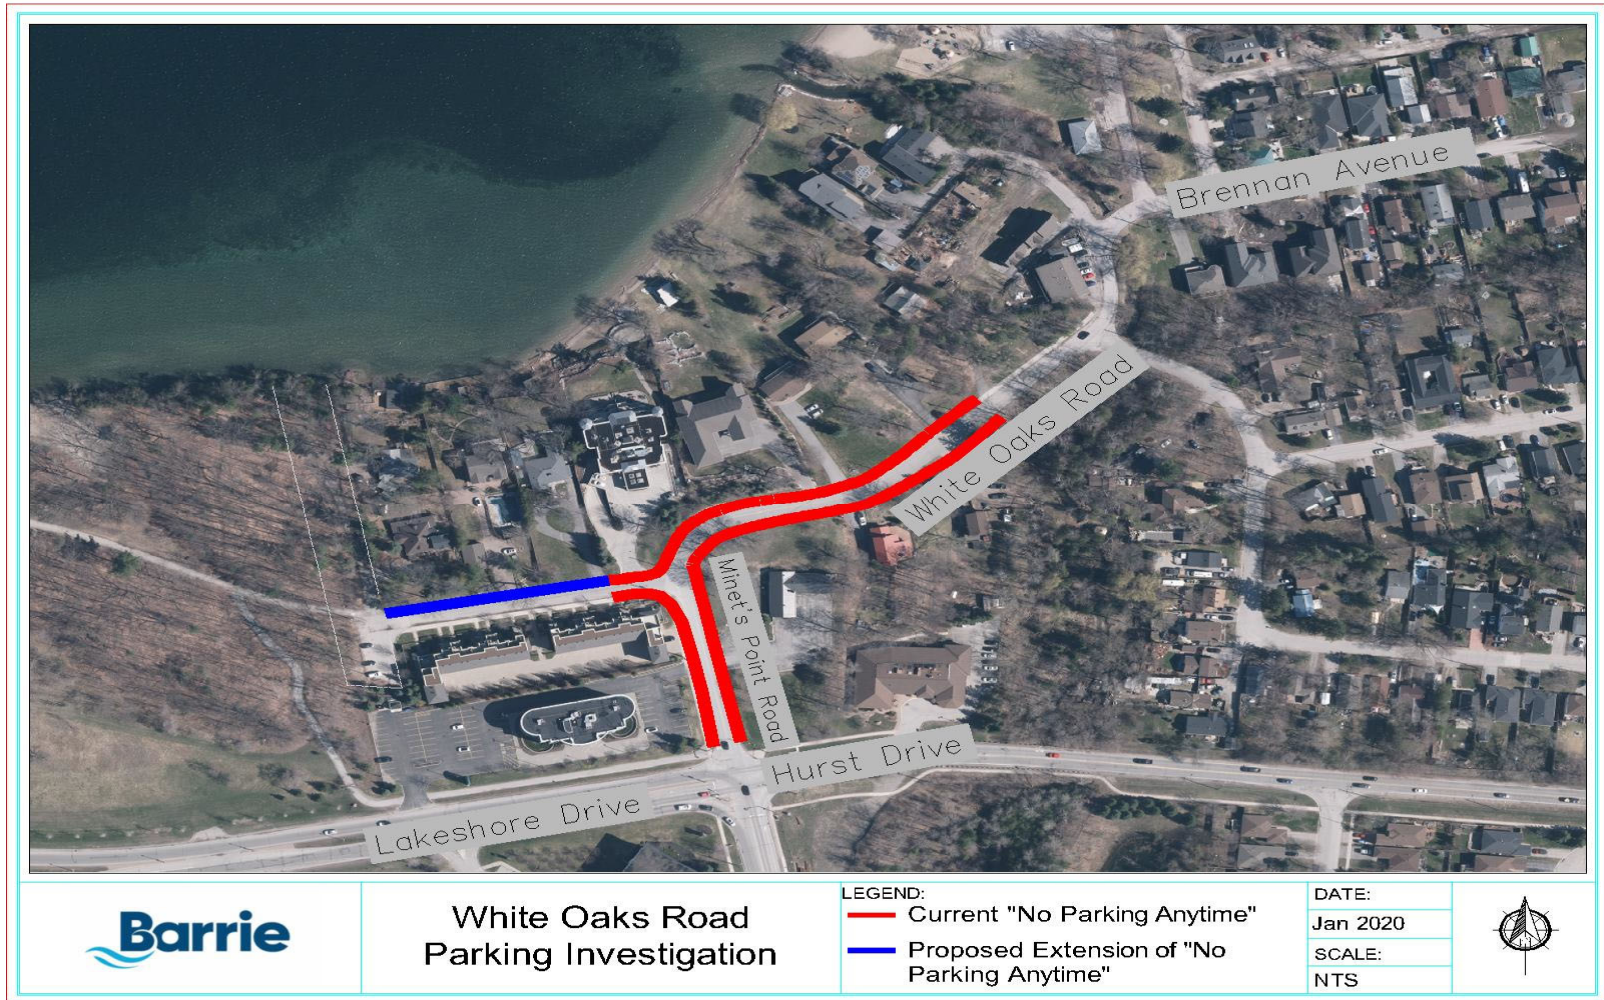 Brennan Avenue
White Oaks Road
Minet's Point Road
Hurst Drive
Lakeshore Drive
Barrie
White Oaks Road
Parking Investigation
LEGEND:
Current "No Parking Anytime"
Proposed Extension of "No
Parking Anytime"
DATE:
Jan 2020
SCALE:
NTS